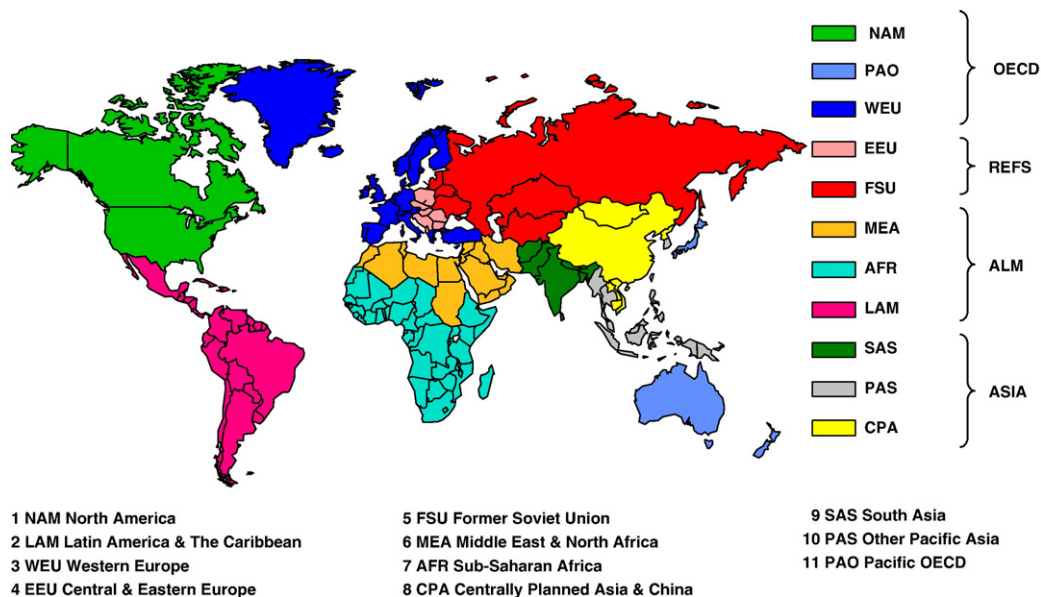 NAM
PAO
WEU
OECD
EEU
FSU
REFS
MEA
AFR
LAM
ALM
SAS
PAS
CPA
ASIA
1 NAM North America
2 LAM Latin America & The Caribbean
3 WEU Western Europe
4 EEU Central & Eastern Europe
5 FSU Former Soviet Union
6 MEA Middle East & North Africa
7 AFR Sub-Saharan Africa
8 CPA Centrally Planned Asia & China
9 SAS South Asia
10 PAS Other Pacific Asia
11 PAO Pacific OECD